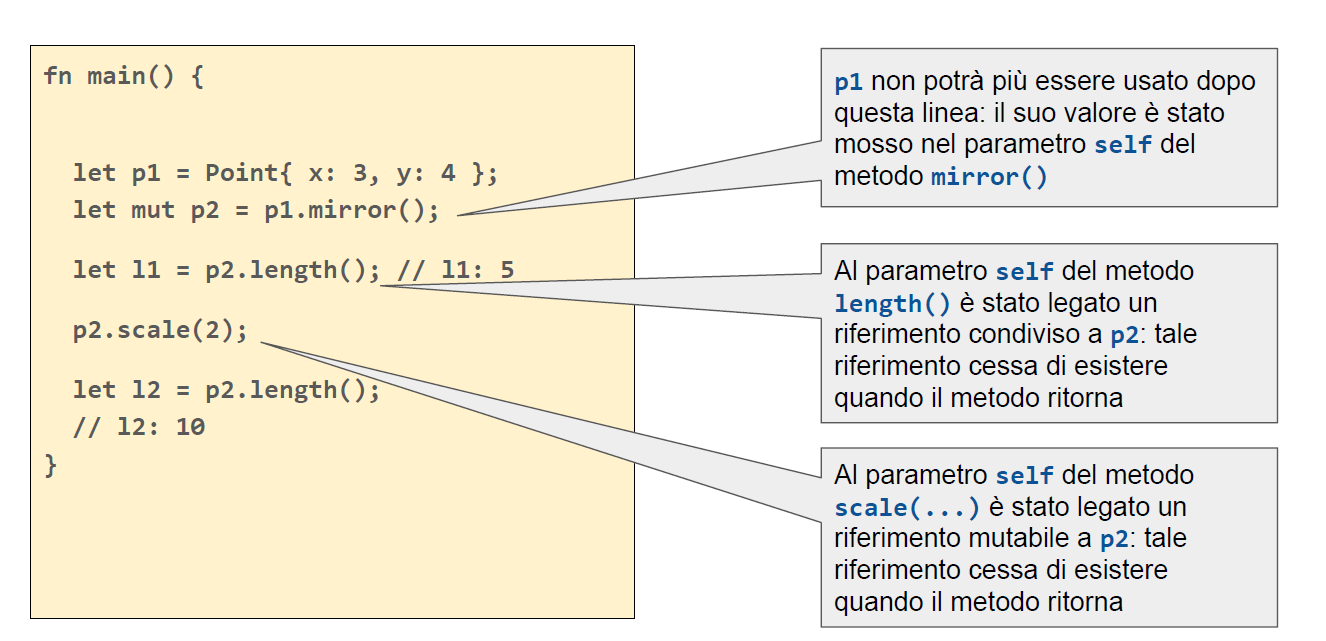 fn main() {
let p1 = Point{ x: 3, y: 4 };
let mut p2 = p1.mirror();
let l1 = p2.length(); // l1: 5
p2.scale(2);
let l2 = p2.length();
// l2: 10
}
p1 non potrà più essere usato dopo
questa linea: il suo valore è stato
mosso nel parametro self del
metodo mirror()
Al parametro self del metodo
length() è stato legato un
riferimento condiviso a p2: tale
riferimento cessa di esistere
quando il metodo ritorna
Al parametro self del metodo
scale(...) è stato legato un
riferimento mutabile a p2: tale
riferimento cessa di esistere
quando il metodo ritorna